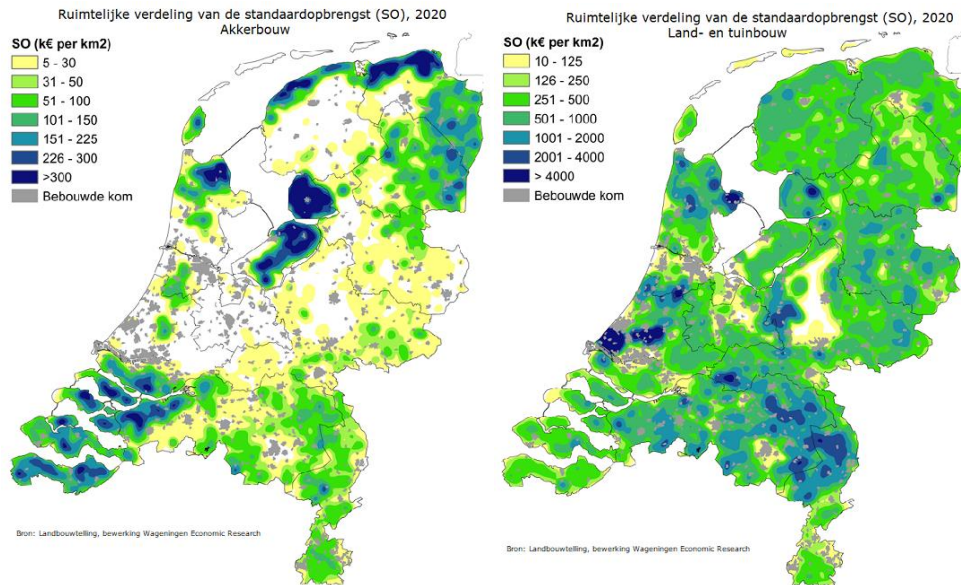 Ruimtelijke verdeling van de standaardopbrengst (SO), 2020
Akkerbouw
SO (k€ per km2)
5 - 30
31 - 50
51 - 100
101 - 150
151 - 225
226 - 300
>300
Bebouwde kom
Bron: Landbouwtelling, bewerking Wageningen Economic Research
Ruimtelijke verdeling van de standaardopbrengst (SO), 2020
Land- en tuinbouw
SO (k€ per km2)
10 - 125
126 - 250
251 - 500
501 - 1000
1001 - 2000
2001 - 4000
> 4000
Bebouwde kom
Bron: Landbouwtelling, bewerking Wageningen Economic Research